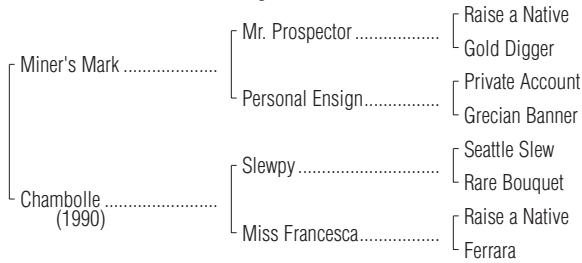 Raise a Native
Mr. Prospector ..................
Gold Digger
Miner's Mark ....................
Private Account
Personal Ensign................
Grecian Banner
Seattle Slew
Slewpy ..............................
Rare Bouquet
Chambolle ........................
(1990)
Raise a Native
Miss Francesca.................
Ferrara